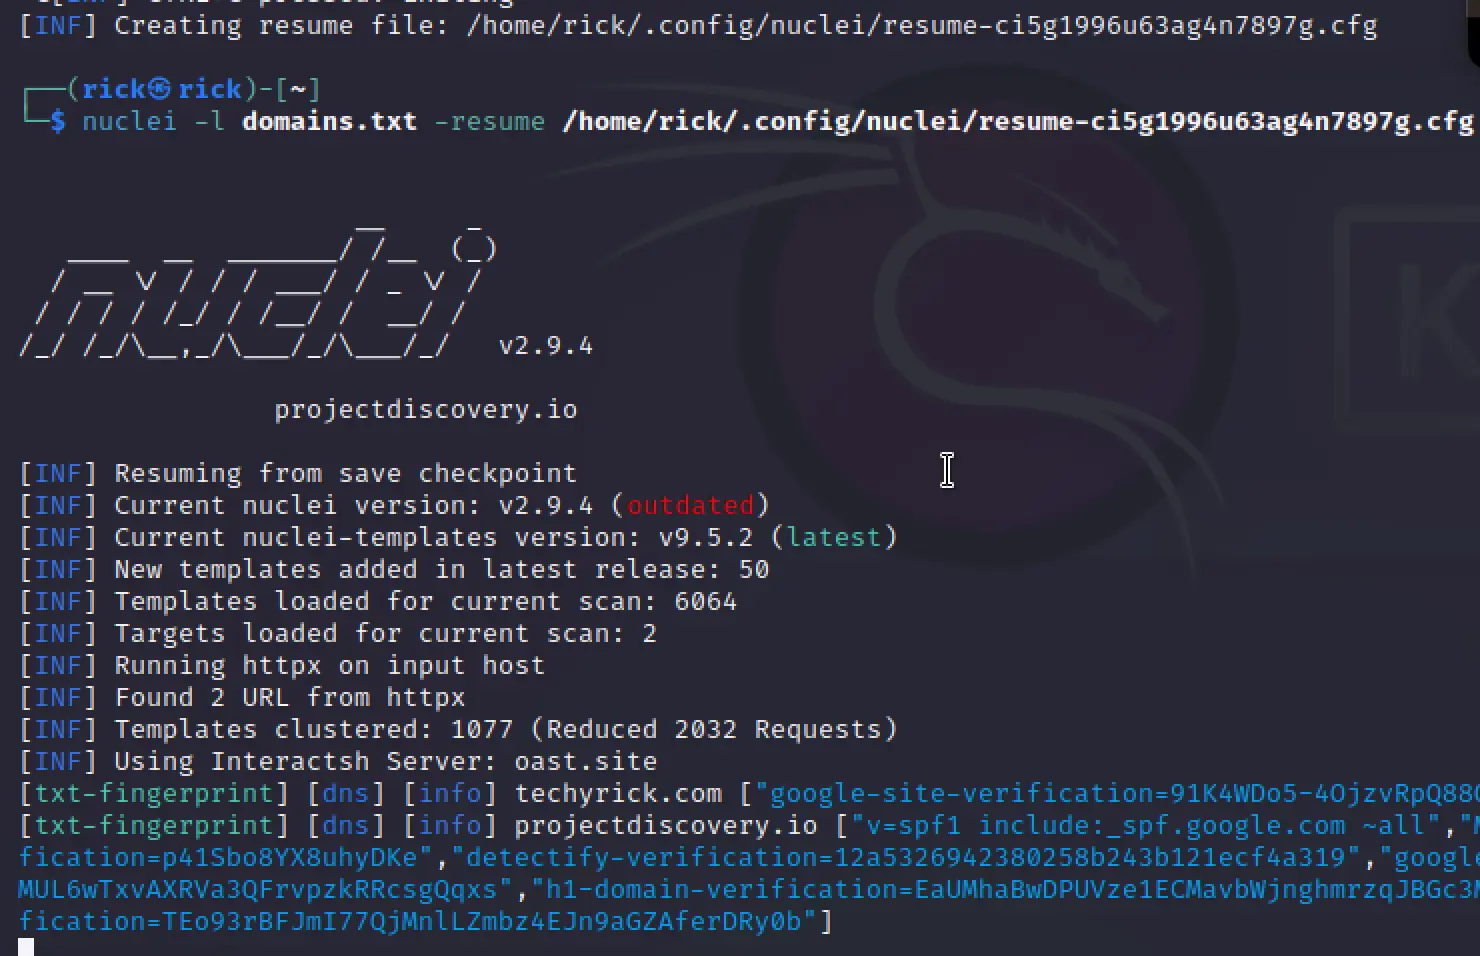 [INF] Creating resume file: /home/rick/.config/nuclei/resume-ci5g1996u63ag4n7897g.cfg
(rick㉿rick)-[~]
$ nuclei -l domains.txt -resume /home/rick/.config/nuclei/resume-ci5g1996u63ag4n7897g.cfg
nuclei v2.9.4
projectdiscovery.io
[INF] Resuming from save checkpoint
[INF] Current nuclei version: v2.9.4 (outdated)
[INF] Current nuclei-templates version: v9.5.2 (latest)
[INF] New templates added in latest release: 50
[INF] Templates loaded for current scan: 6064
[INF] Targets loaded for current scan: 2
[INF] Running httpx on input host
[INF] Found 2 URL from httpx
[INF] Templates clustered: 1077 (Reduced 2032 Requests)
[INF] Using Interactsh Server: oast.site
[txt-fingerprint] [dns] [info] techyrick.com ["google-site-verification=91K4WDo5-4OjzvRpQ88
[txt-fingerprint] [dns] [info] projectdiscovery.io ["v=spf1 include:_spf.google.com ~all","
fication=p41Sbo8YX8uhyDKe","detectify-verification=12a5326942380258b243b121ecf4a319","google
MUL6wTxvAXRVa3QFrvpzkRRcsgQqxs","h1-domain-verification=EaUMhaBwDPUVze1ECMavbWjnghmrzqJBGc3
fication=TEo93rBFJmI77QjMnlLZmbz4EJn9aGZAferDRy0b"]